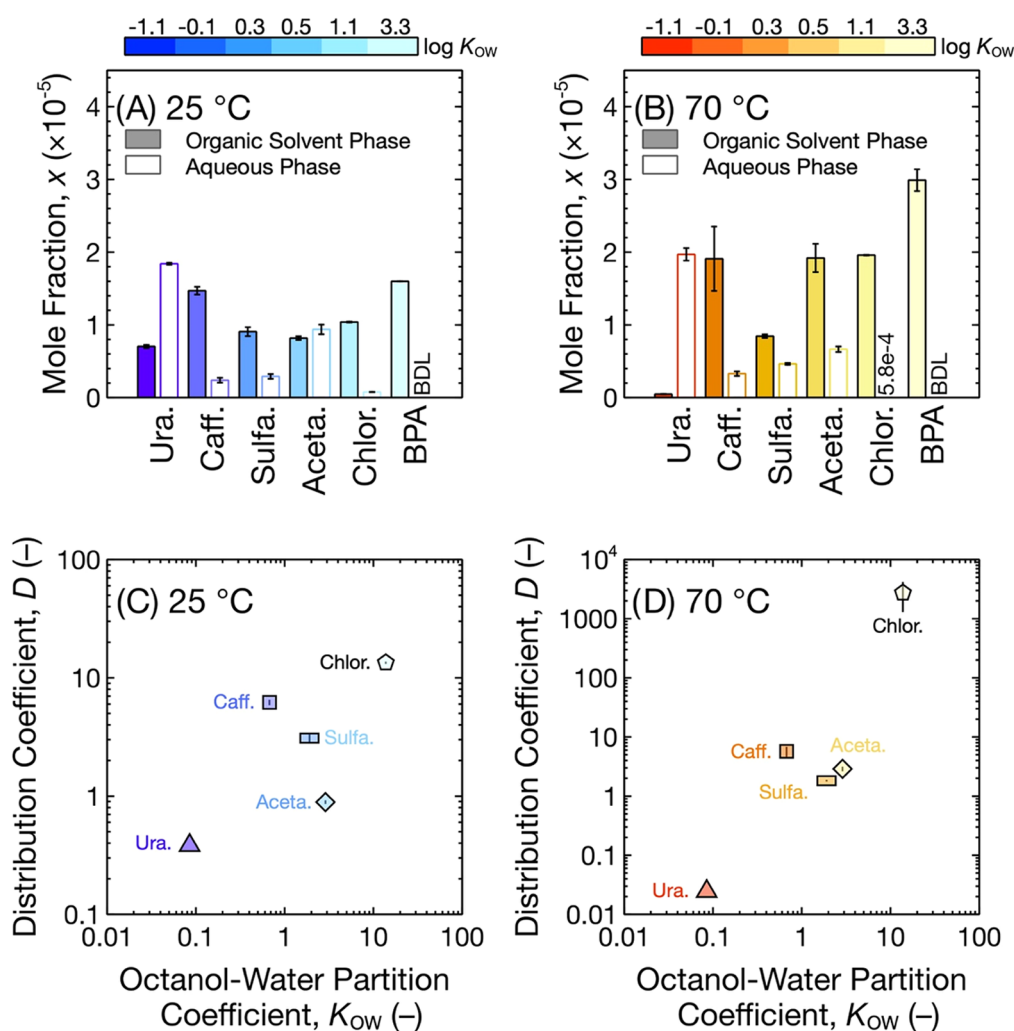 -1.1 -0.1 0.3 0.5 1.1 3.3
log KOW
(A) 25 °C
Organic Solvent Phase
Aqueous Phase
Mole Fraction, x (×10-5)
4
3
2
1
0
BDL
Ura. Caff. Sulfa. Aceta. Chlor. BPA
-1.1 -0.1 0.3 0.5 1.1 3.3
log KOW
(B) 70 °C
Organic Solvent Phase
Aqueous Phase
Mole Fraction, x (×10-5)
4
3
2
1
0
5.8e-4
BDL
Ura. Caff. Sulfa. Aceta. Chlor. BPA
(C) 25 °C
Distribution Coefficient, D (–)
100
10
1
0.1
Chlor.
Caff.
Sulfa.
Aceta.
Ura.
0.01 0.1 1 10 100
Octanol-Water Partition
Coefficient, KOW (–)
(D) 70 °C
Distribution Coefficient, D (–)
104
1000
100
10
1
0.1
0.01
Chlor.
Aceta.
Caff.
Sulfa.
Ura.
0.01 0.1 1 10 100
Octanol-Water Partition
Coefficient, KOW (–)